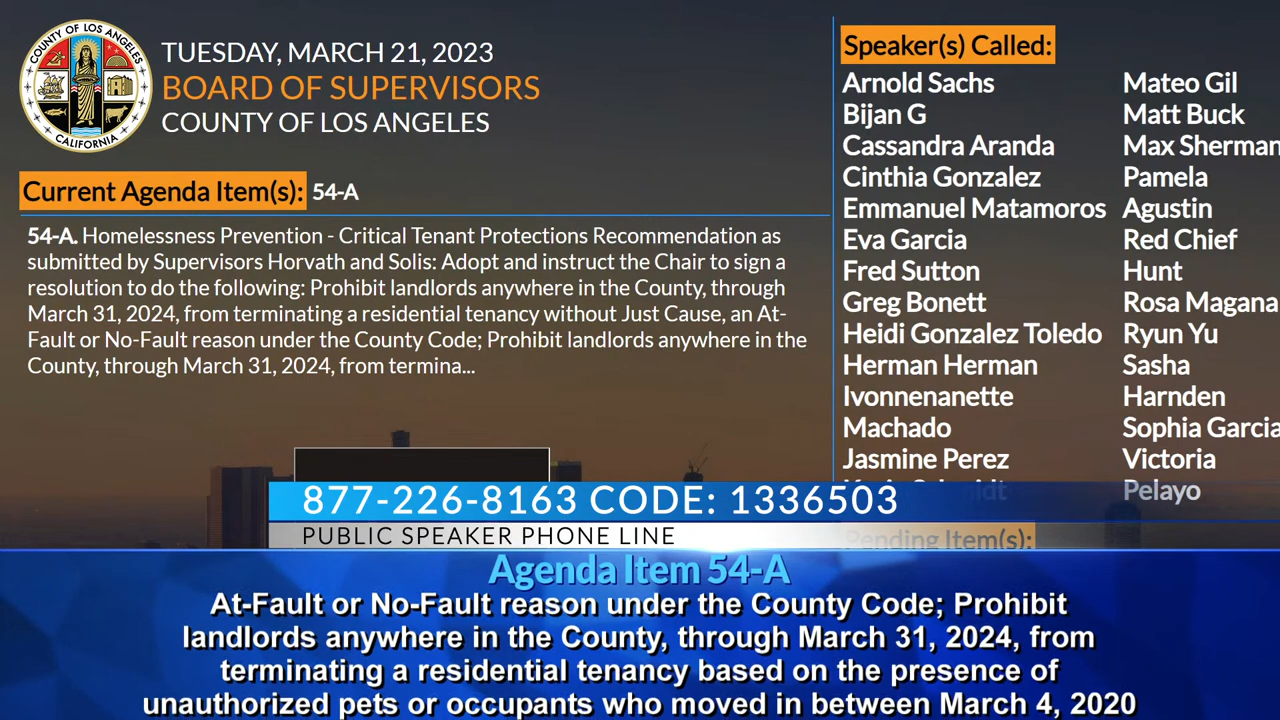 COUNTY OF LOS ANGELES
CALIFORNIA
TUESDAY, MARCH 21, 2023
BOARD OF SUPERVISORS
COUNTY OF LOS ANGELES
Current Agenda Item(s): 54-A
54-A. Homelessness Prevention - Critical Tenant Protections Recommendation as
submitted by Supervisors Horvath and Solis: Adopt and instruct the Chair to sign a
resolution to do the following: Prohibit landlords anywhere in the County, through
March 31, 2024, from terminating a residential tenancy without Just Cause, an At-
Fault or No-Fault reason under the County Code; Prohibit landlords anywhere in the
County, through March 31, 2024, from termina...
Speaker(s) Called:
Arnold Sachs
Bijan G
Cassandra Aranda
Cinthia Gonzalez
Emmanuel Matamoros
Eva Garcia
Fred Sutton
Greg Bonett
Heidi Gonzalez Toledo
Herman Herman
Ivonnenanette
Machado
Jasmine Perez
Mateo Gil
Matt Buck
Max Sherman
Pamela
Agustin
Red Chief
Hunt
Rosa Magana
Ryun Yu
Sasha
Harnden
Sophia Garcia
Victoria
Pelayo
Pending Item(s):
877-226-8163 CODE: 1336503
PUBLIC SPEAKER PHONE LINE
Agenda Item 54-A
At-Fault or No-Fault reason under the County Code; Prohibit
landlords anywhere in the County, through March 31, 2024, from
terminating a residential tenancy based on the presence of
unauthorized pets or occupants who moved in between March 4, 2020